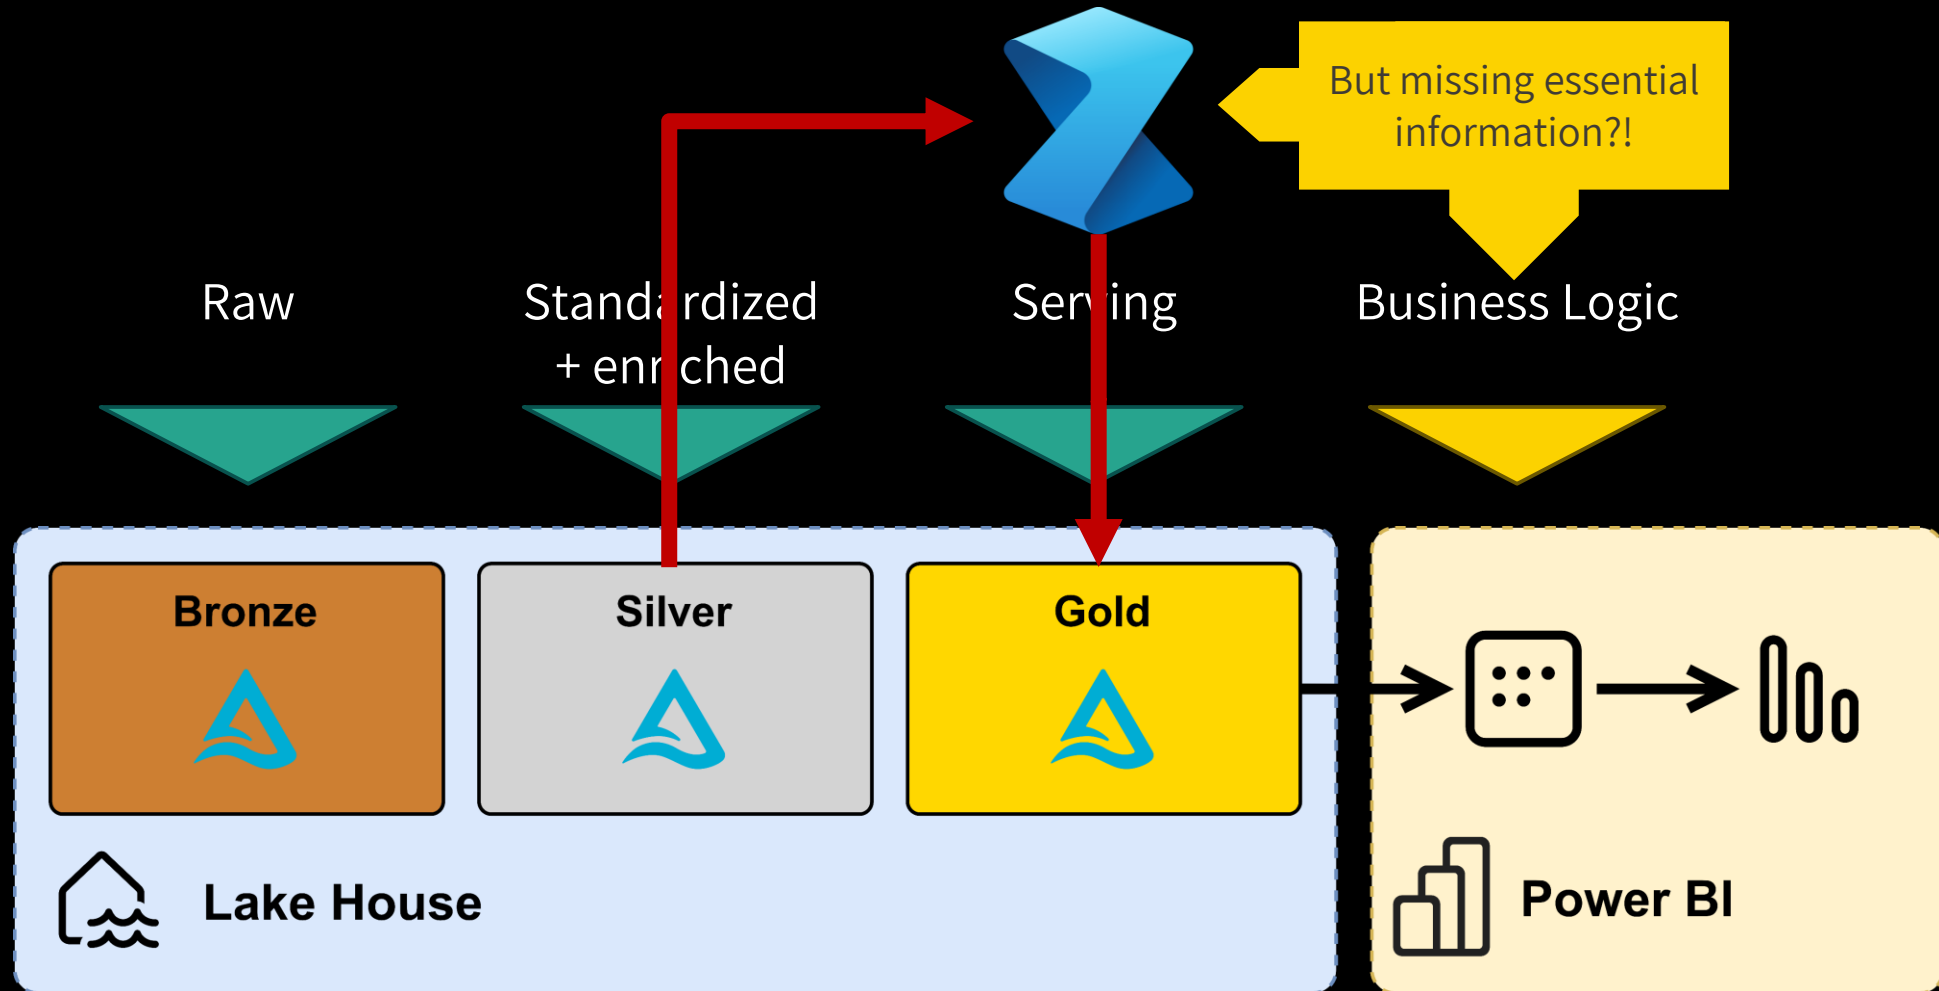 But missing essential
information?!
Raw
Standardized
+ enriched
Serving
Business Logic
Bronze
Silver
Gold
Lake House
Power BI